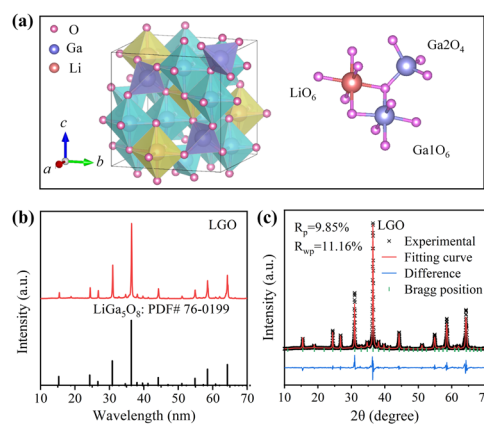 (a)
O
Ga
Li
c
a
b
Ga2O4
LiO6
Ga1O6
(b)
LGO
LiGa5O8: PDF# 76-0199
Intensity (a.u.)
10 20 30 40 50 60 70
Wavelength (nm)
(c)
Rp=9.85%
Rwp=11.16%
LGO
Experimental
Fitting curve
Difference
Bragg position
Intensity (a.u.)
10 20 30 40 50 60 70
2θ (degree)